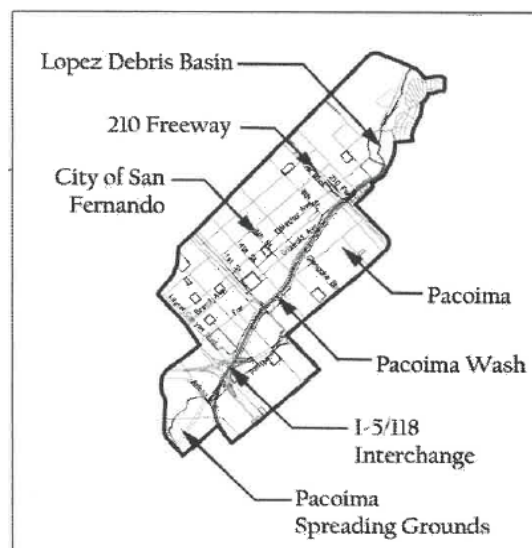 Lopez Debris Basin
210 Freeway
City of San
Fernando
Pacoima
Pacoima Wash
I-5/118
Interchange
Pacoima
Spreading Grounds